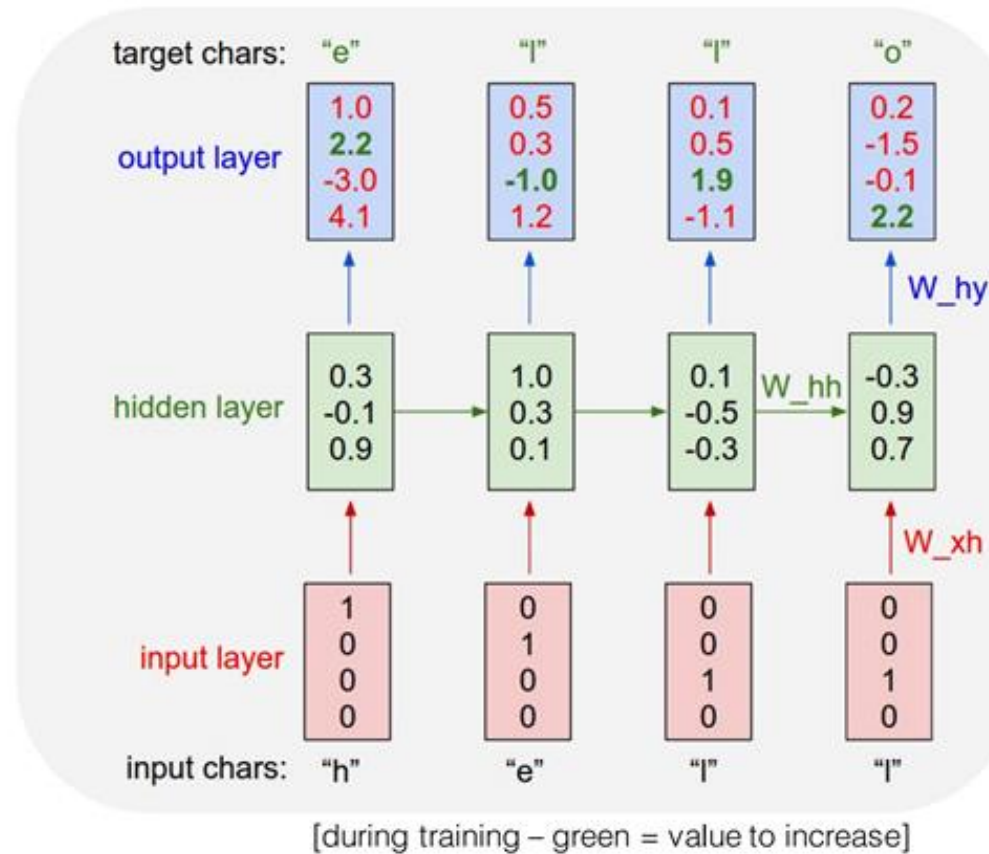 target chars: “e” “l” “l” “o”
output layer
1.0 0.5 0.1 0.2
2.2 0.3 0.5 -1.5
-3.0 -1.0 1.9 -0.1
4.1 1.2 -1.1 2.2
W_hy
hidden layer
0.3 1.0 0.1 -0.3
-0.1 0.3 -0.5 0.9
0.9 0.1 -0.3 0.7
W_hh
W_xh
input layer
1 0 0 0
0 1 0 0
0 0 1 1
0 0 0 0
input chars: “h” “e” “l” “l”
[during training – green = value to increase]